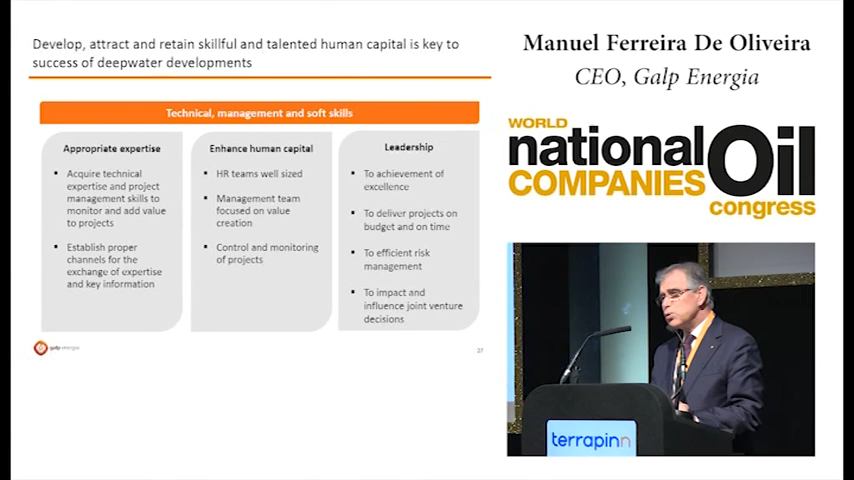 Develop, attract and retain skillful and talented human capital is key to
success of deepwater developments
Technical, management and soft skills
Appropriate expertise
Acquire technical
expertise and project
management skills to
monitor and add value
to projects
Establish proper
channels for the
exchange of expertise
and key information
Enhance human capital
HR teams well sized
Management team
focused on value
creation
Control and monitoring
of projects
Leadership
To achievement of
excellence
To deliver projects on
budget and on time
To efficient risk
management
To impact and
influence joint venture
decisions
galp energia
27
Manuel Ferreira De Oliveira
CEO, Galp Energia
WORLD
national Oil
COMPANIES
congress
terrapinn